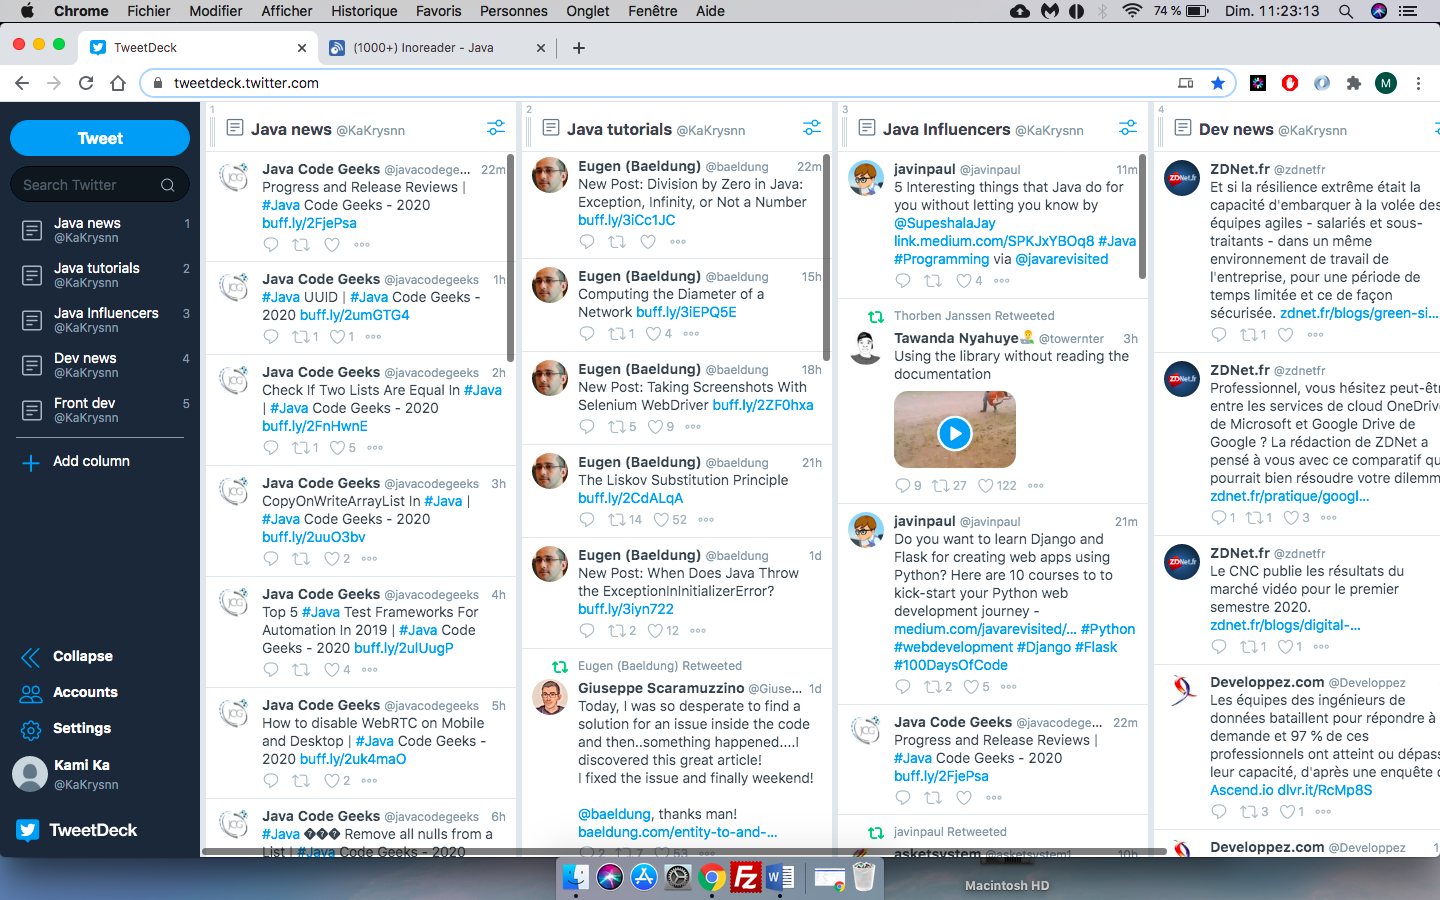 Chrome Fichier Modifier Afficher Historique Favoris Personnes Onglet Fenêtre Aide 74 % Dim. 11:23:13
TweetDeck
(1000+) Inoreader - Java
tweetdeck.twitter.com
M
Tweet
Search Twitter
Java news 1
@KaKrysnn
Java tutorials 2
@KaKrysnn
Java Influencers 3
@KaKrysnn
Dev news 4
@KaKrysnn
Front dev 5
@KaKrysnn
Add column
Collapse
Accounts
Settings
Kami Ka
@KaKrysnn
TweetDeck
1
Java news @KaKrysnn
Java Code Geeks @javacodege... 22m
Progress and Release Reviews |
#Java Code Geeks - 2020
buff.ly/2FjePsa
Java Code Geeks @javacodegeeks 1h
#Java UUID | #Java Code Geeks -
2020 buff.ly/2umGTG4
1 1
Java Code Geeks @javacodegeeks 2h
Check If Two Lists Are Equal In #Java
| #Java Code Geeks - 2020
buff.ly/2FnHwnE
1 5
Java Code Geeks @javacodegeeks 3h
CopyOnWriteArrayList In #Java |
#Java Code Geeks - 2020
buff.ly/2uuO3bv
2
Java Code Geeks @javacodegeeks 4h
Top 5 #Java Test Frameworks For
Automation In 2019 | #Java Code
Geeks - 2020 buff.ly/2ulUugP
4
Java Code Geeks @javacodegeeks 5h
How to disable WebRTC on Mobile
and Desktop | #Java Code Geeks -
2020 buff.ly/2uk4maO
2
Java Code Geeks @javacodegeeks 6h
#Java ��� Remove all nulls from a
List | #Java Code Geeks - 2020
2
Java tutorials @KaKrysnn
Eugen (Baeldung) @baeldung 22m
New Post: Division by Zero in Java:
Exception, Infinity, or Not a Number
buff.ly/3iCc1JC
Eugen (Baeldung) @baeldung 15h
Computing the Diameter of a
Network buff.ly/3iEPQ5E
1 4
Eugen (Baeldung) @baeldung 18h
New Post: Taking Screenshots With
Selenium WebDriver buff.ly/2ZF0hxa
5 9
Eugen (Baeldung) @baeldung 21h
The Liskov Substitution Principle
buff.ly/2CdALqA
14 52
Eugen (Baeldung) @baeldung 1d
New Post: When Does Java Throw
the ExceptionInInitializerError?
buff.ly/3iyn722
2 12
Eugen (Baeldung) Retweeted
Giuseppe Scaramuzzino @Giuse... 1d
Today, I was so desperate to find a
solution for an issue inside the code
and then..something happened....I
discovered this great article!
I fixed the issue and finally weekend!
@baeldung, thanks man!
baeldung.com/entity-to-and-...
2 7 53
3
Java Influencers @KaKrysnn
javinpaul @javinpaul 11m
5 Interesting things that Java do for
you without letting you know by
@SupeshalaJay
link.medium.com/SPKJxYBOq8 #Java
#Programming via @javarevisited
4
Thorben Janssen Retweeted
Tawanda Nyahuye @towernter 3h
Using the library without reading the
documentation
9 27 122
javinpaul @javinpaul 21m
Do you want to learn Django and
Flask for creating web apps using
Python? Here are 10 courses to to
kick-start your Python web
development journey -
medium.com/javarevisited/... #Python
#webdevelopment #Django #Flask
#100DaysOfCode
2 5
Java Code Geeks @javacodege... 22m
Progress and Release Reviews |
#Java Code Geeks - 2020
buff.ly/2FjePsa
javinpaul Retweeted
asketsystem @asketsystem1 10h
4
Dev news @KaKrysnn
ZDNet.fr @zdnetfr
Et si la résilience extrême était la
capacité d'embarquer à la volée des
équipes agiles - salariés et sous-
traitants - dans un même
environnement de travail de
l'entreprise, pour une période de
temps limitée et ce de façon
sécurisée. zdnet.fr/blogs/green-si...
1
ZDNet.fr @zdnetfr
Professionnel, vous hésitez peut-êtr
entre les services de cloud OneDriv
de Microsoft et Google Drive de
Google ? La rédaction de ZDNet a
pensé à vous avec ce comparatif qu
pourrait bien résoudre votre dilemm
zdnet.fr/pratique/googl...
1 1 3
ZDNet.fr @zdnetfr
Le CNC publie les résultats du
marché vidéo pour le premier
semestre 2020.
zdnet.fr/blogs/digital-...
1 1
Developpez.com @Developpez
Les équipes des ingénieurs de
données bataillent pour répondre à
demande et 97 % de ces
professionnels ont atteint ou dépass
leur capacité, d'après une enquête
Ascend.io dlvr.it/RcMp8S
3 1
Developpez.com @Developpez 1
Macintosh HD